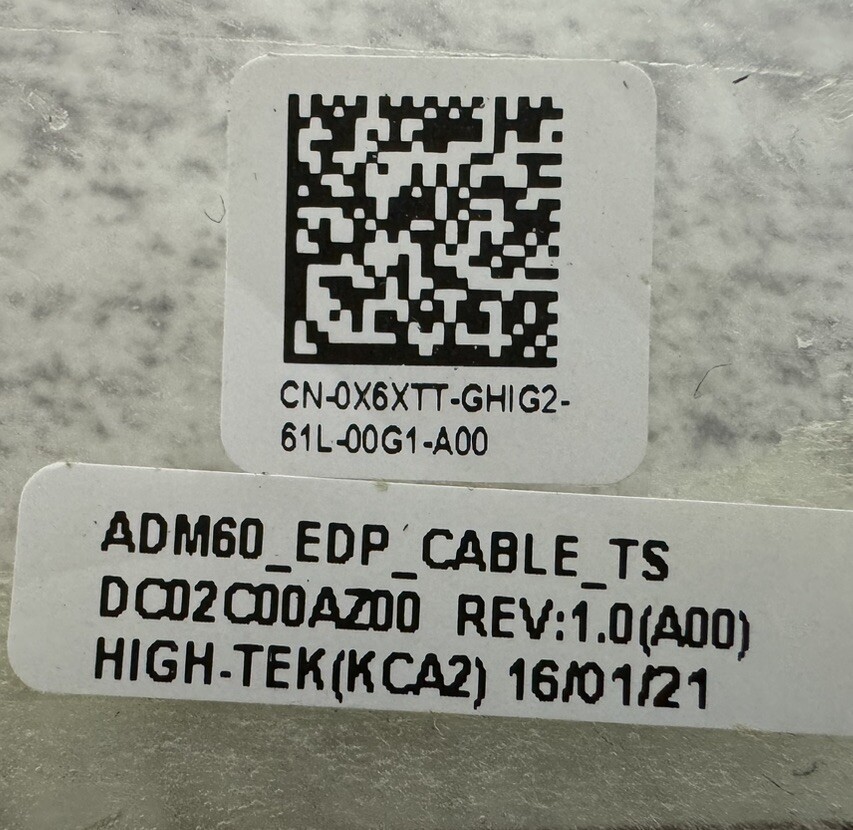 CN-0X6XTT-GHIG2-
61L-00G1-A00
ADM60_EDP_CABLE_TS
DC02C00AZ00 REV:1.0(A00)
HIGH-TEK(KCA2) 16/01/21